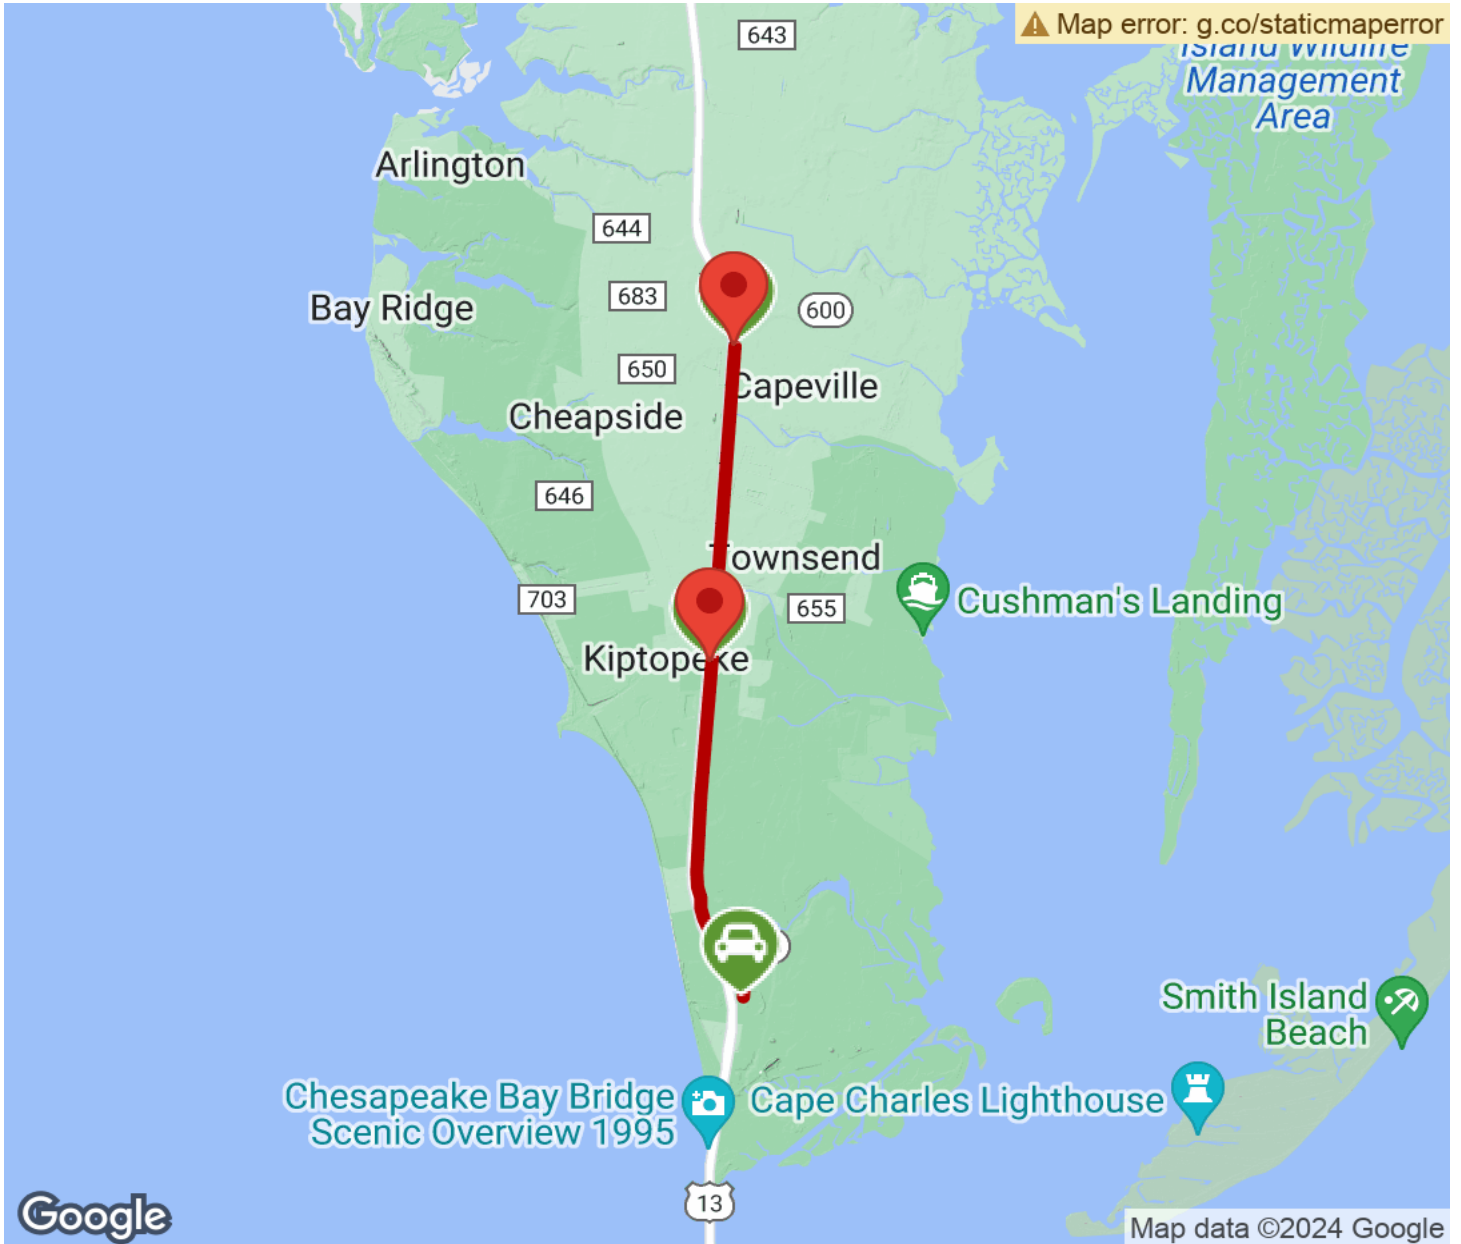 643
Map error: g.co/staticmaperror
Island Wildlife
Management
Area
Arlington
644
683
Bay Ridge
600
650
Capeville
Cheapside
646
Townsend
703
655
Cushman's Landing
Kiptopeke
Smith Island
Beach
Chesapeake Bay Bridge
Scenic Overview 1995
Cape Charles Lighthouse
13
Google
Map data ©2024 Google